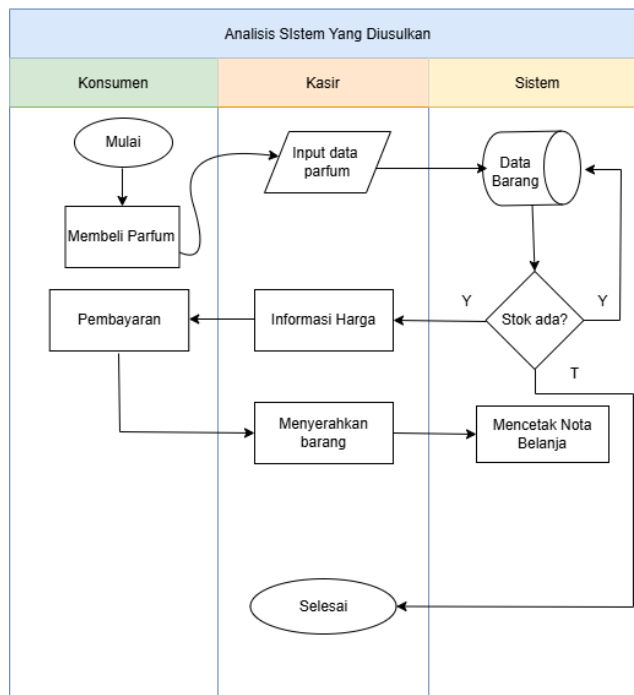 Analisis SIstem Yang Diusulkan
Konsumen
Kasir
Sistem
Mulai
Input data
parfum
Data
Barang
Membeli Parfum
Pembayaran
Informasi Harga
Y
Stok ada?
Y
T
Menyerahkan
barang
Mencetak Nota
Belanja
Selesai